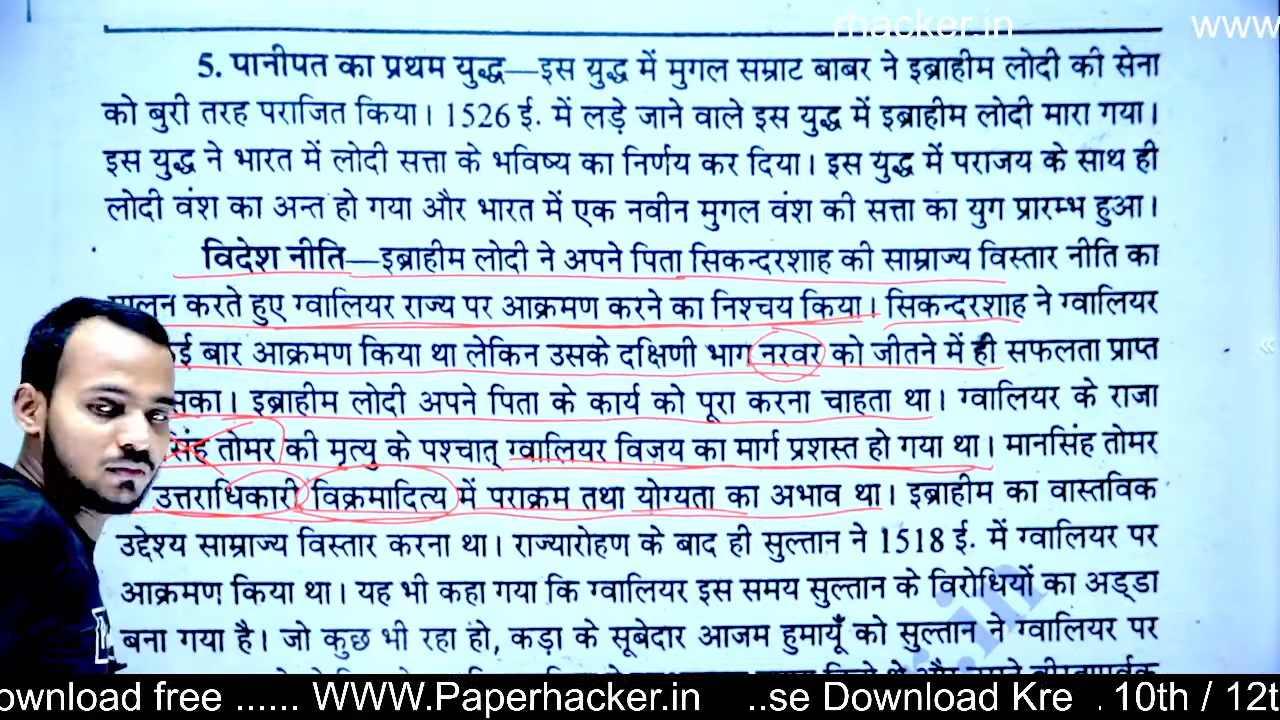 rhacker.in
www
5. पानीपत का प्रथम युद्ध—इस युद्ध में मुगल सम्राट बाबर ने इब्राहीम लोदी की सेना
को बुरी तरह पराजित किया। 1526 ई. में लड़े जाने वाले इस युद्ध में इब्राहीम लोदी मारा गया।
इस युद्ध ने भारत में लोदी सत्ता के भविष्य का निर्णय कर दिया। इस युद्ध में पराजय के साथ ही
लोदी वंश का अन्त हो गया और भारत में एक नवीन मुगल वंश की सत्ता का युग प्रारम्भ हुआ।
विदेश नीति—इब्राहीम लोदी ने अपने पिता सिकन्दरशाह की साम्राज्य विस्तार नीति का
करते हुए ग्वालियर राज्य पर आक्रमण करने का निश्चय किया। सिकन्दरशाह ने ग्वालियर
बार आक्रमण किया था लेकिन उसके दक्षिणी भाग नरवर को जीतने में ही सफलता प्राप्त
इब्राहीम लोदी अपने पिता के कार्य को पूरा करना चाहता था। ग्वालियर के राजा
तोमर की मृत्यु के पश्चात् ग्वालियर विजय का मार्ग प्रशस्त हो गया था। मानसिंह तोमर
उत्तराधिकारी विक्रमादित्य में पराक्रम तथा योग्यता का अभाव था। इब्राहीम का वास्तविक
उद्देश्य साम्राज्य विस्तार करना था। राज्यारोहण के बाद ही सुल्तान ने 1518 ई. में ग्वालियर पर
आक्रमण किया था। यह भी कहा गया कि ग्वालियर इस समय सुल्तान के विरोधियों का अड्डा
बना गया है। जो कुछ भी रहा हो, कड़ा के सूबेदार आजम हुमायूँ को सुल्तान ने ग्वालियर पर
ownload free ...... WWW.Paperhacker.in ..se Download Kre . 10th / 12t